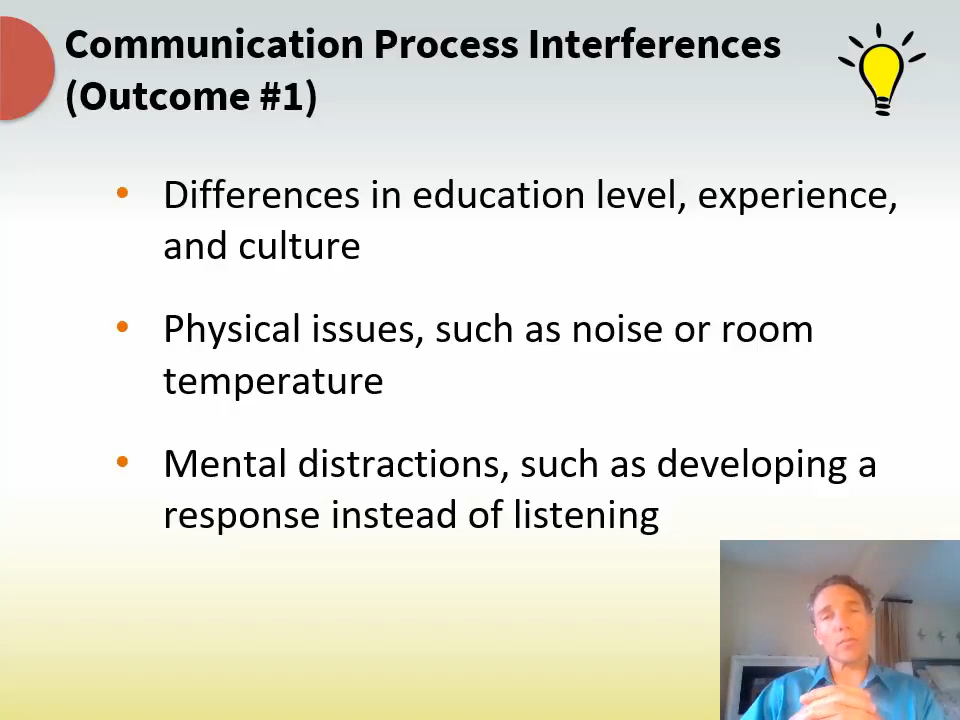 Communication Process Interferences
(Outcome #1)
• Differences in education level, experience,
and culture
• Physical issues, such as noise or room
temperature
• Mental distractions, such as developing a
response instead of listening